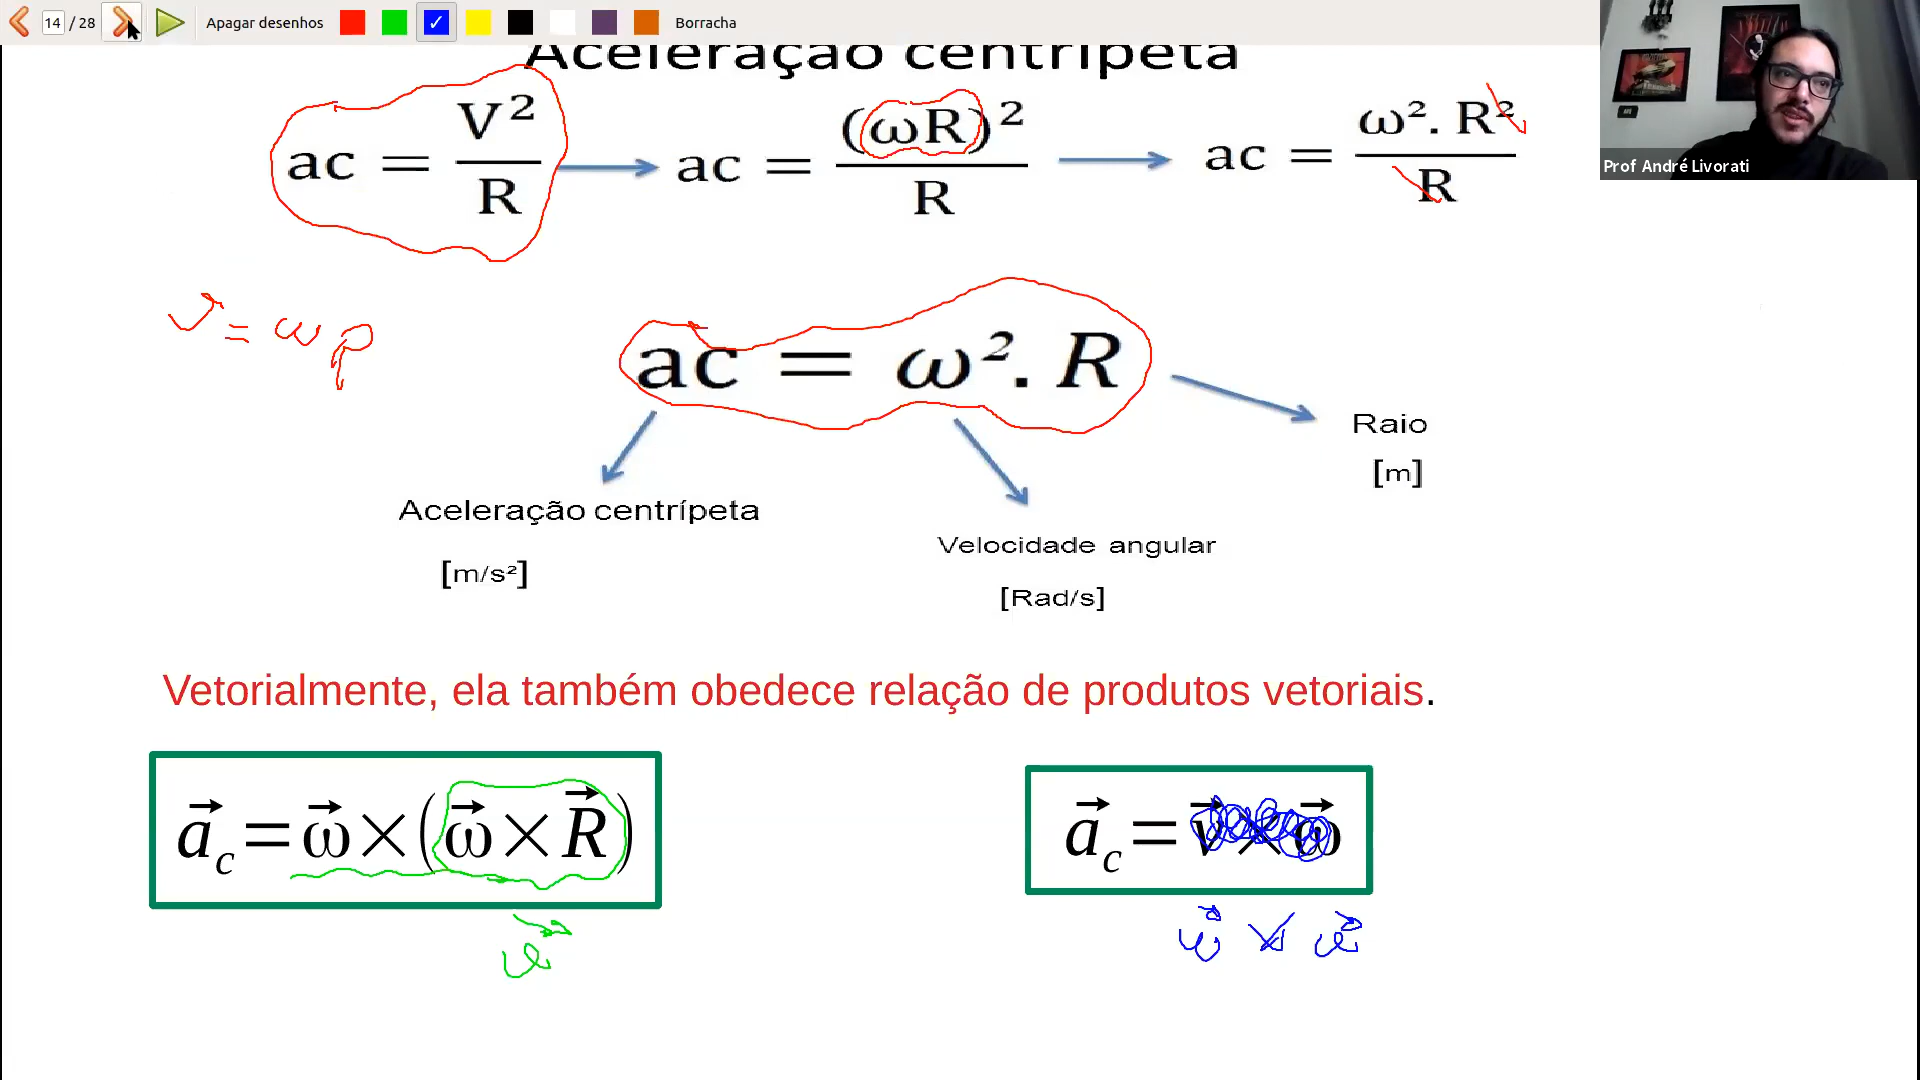 14 / 28 Apagar desenhos ✓ Borracha
Aceleração centrípeta
ac = V²/R → ac = (ωR)²/R → ac = ω². R²/R
v = ω R
ac = ω². R
Raio
[m]
Aceleração centrípeta
[m/s²]
Velocidade angular
[Rad/s]
Vetorialmente, ela também obedece relação de produtos vetoriais.
a⃗c = ω⃗ × (ω⃗ × R⃗)
a⃗c = v⃗ × ω⃗
v⃗
ω⃗ × v⃗
Prof André Livorati